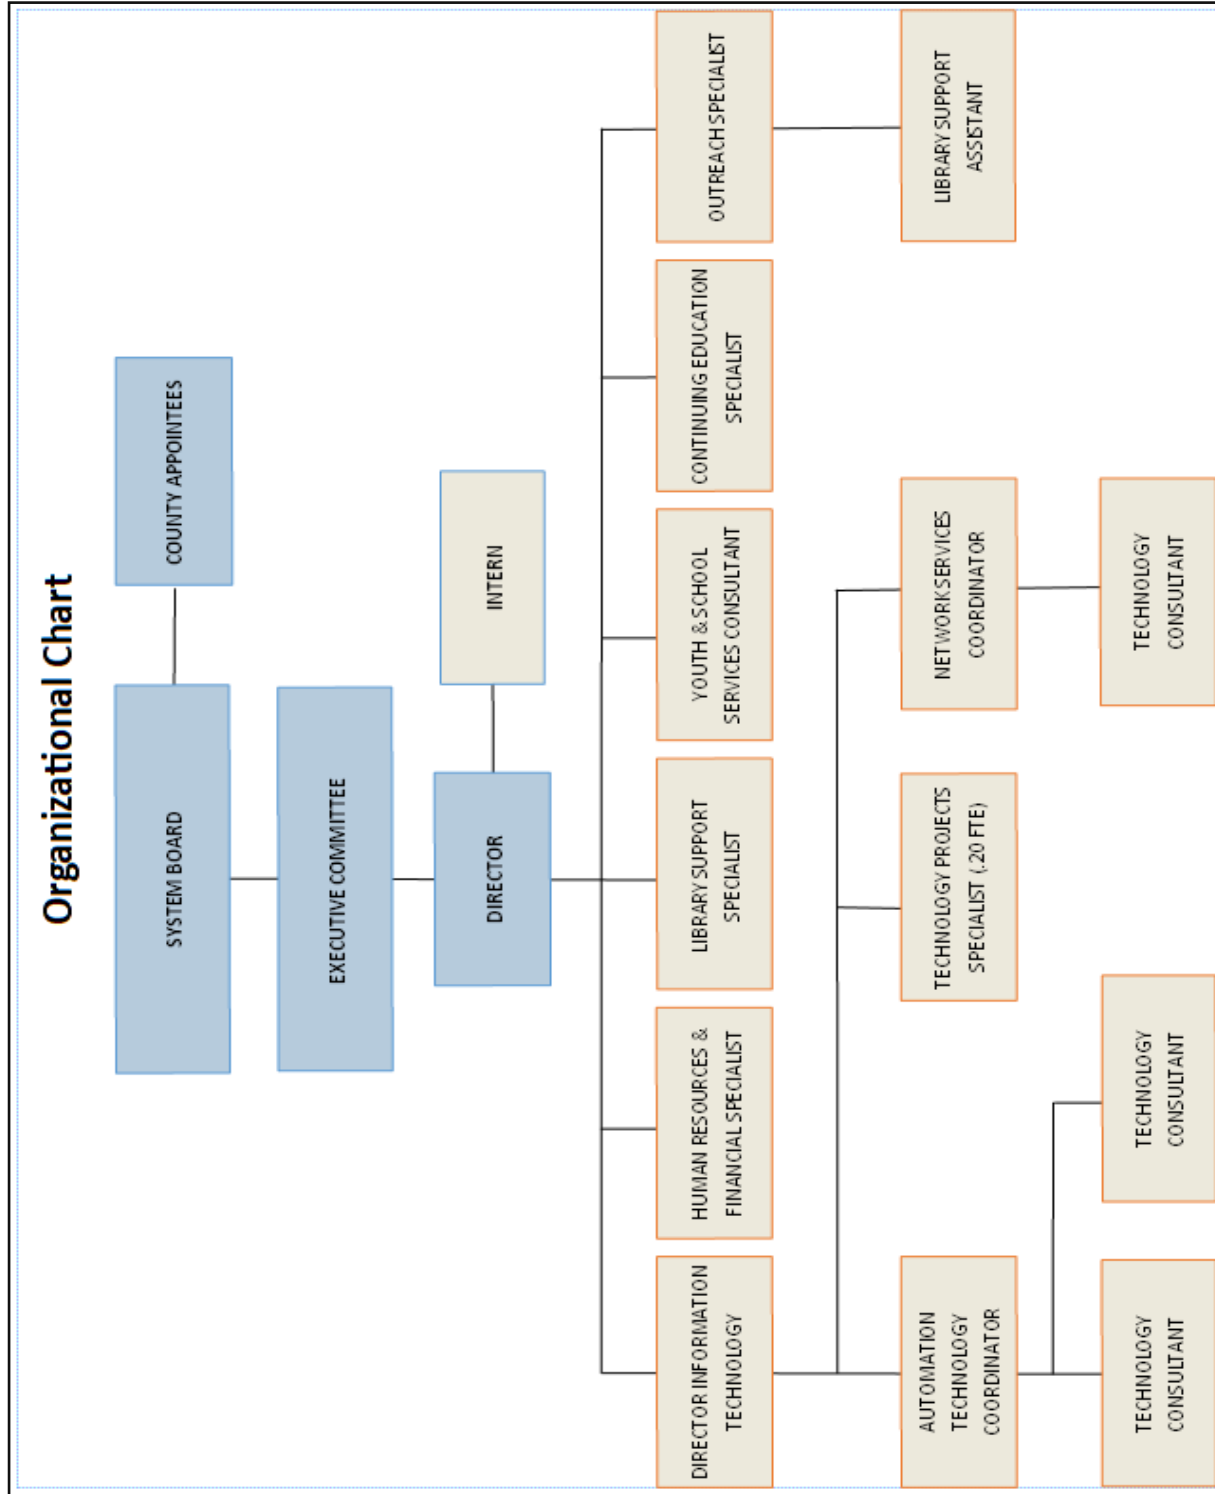 Organizational Chart
SYSTEM BOARD
COUNTY APPOINTEES
EXECUTIVE COMMITTEE
DIRECTOR
INTERN
DIRECTOR INFORMATION
TECHNOLOGY
HUMAN RESOURCES &
FINANCIAL SPECIALIST
LIBRARY SUPPORT
SPECIALIST
YOUTH & SCHOOL
SERVICES CONSULTANT
CONTINUING EDUCATION
SPECIALIST
OUTREACH SPECIALIST
AUTOMATION
TECHNOLOGY
COORDINATOR
TECHNOLOGY PROJECTS
SPECIALIST (.20 FTE)
NETWORK SERVICES
COORDINATOR
LIBRARY SUPPORT
ASSISTANT
TECHNOLOGY
CONSULTANT
TECHNOLOGY
CONSULTANT
TECHNOLOGY
CONSULTANT